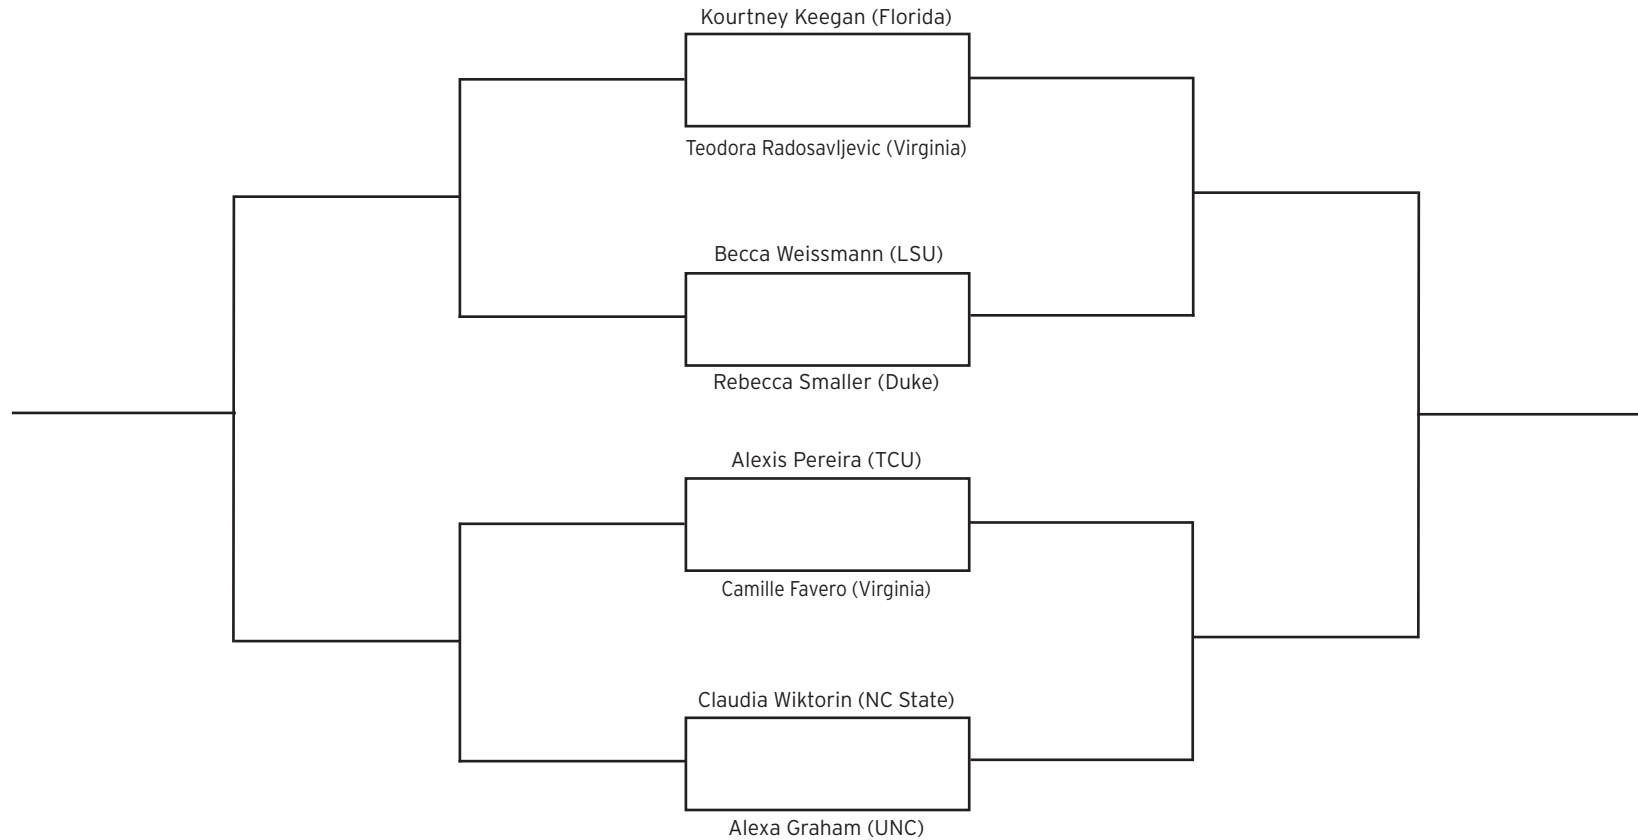 Kourtney Keegan (Florida)
Teodora Radosavljevic (Virginia)
Becca Weissmann (LSU)
Rebecca Smaller (Duke)
Alexis Pereira (TCU)
Camille Favero (Virginia)
Claudia Wiktorin (NC State)
Alexa Graham (UNC)